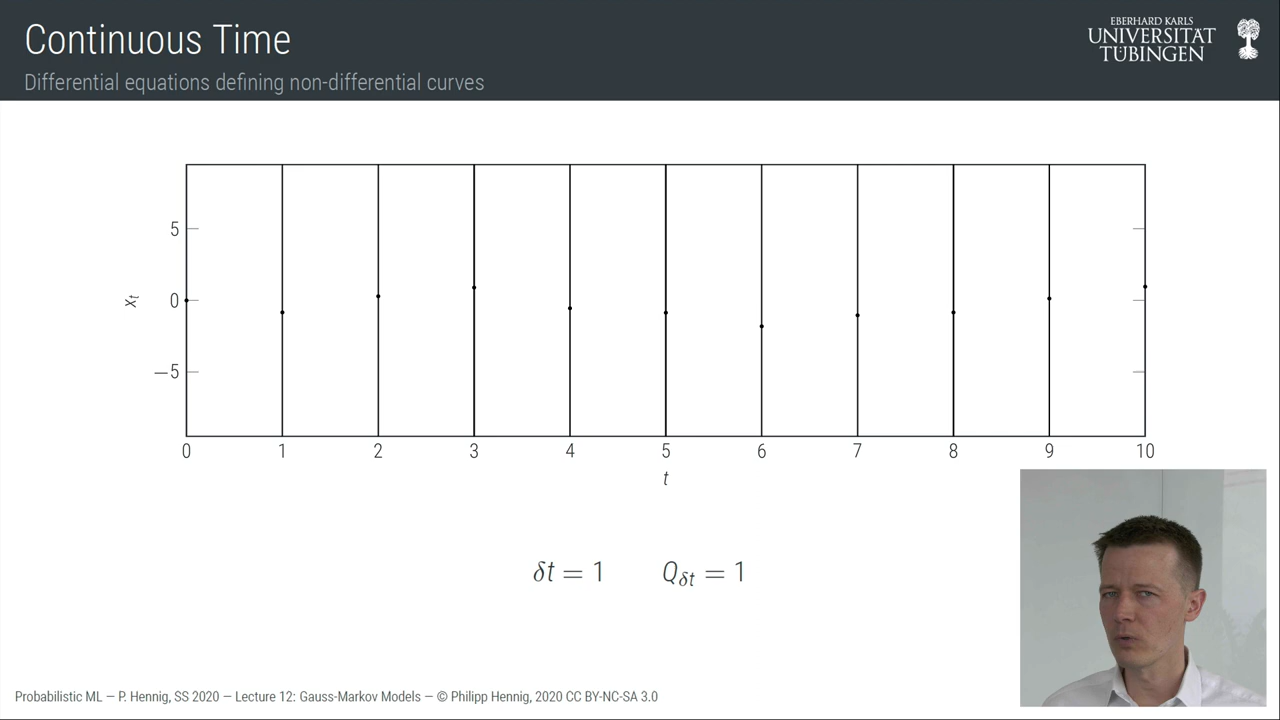 Continuous Time
Differential equations defining non-differential curves
EBERHARD KARLS
UNIVERSITÄT
TÜBINGEN
5
0
−5
x_t
0 1 2 3 4 5 6 7 8 9 10
t
δt = 1 Q_δt = 1
Probabilistic ML — P. Hennig, SS 2020 — Lecture 12: Gauss-Markov Models — © Philipp Hennig, 2020 CC BY-NC-SA 3.0